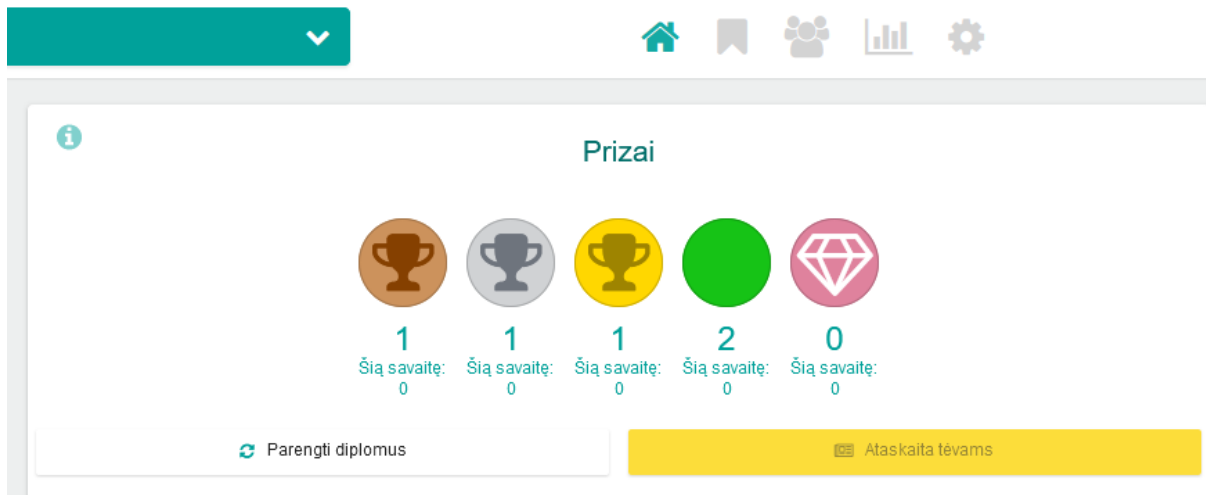 Prizai
1 1 1 2 0
Šią savaitę: Šią savaitę: Šią savaitę: Šią savaitę: Šią savaitę:
0 0 0 0 0
Parengti diplomus Ataskaita tėvams